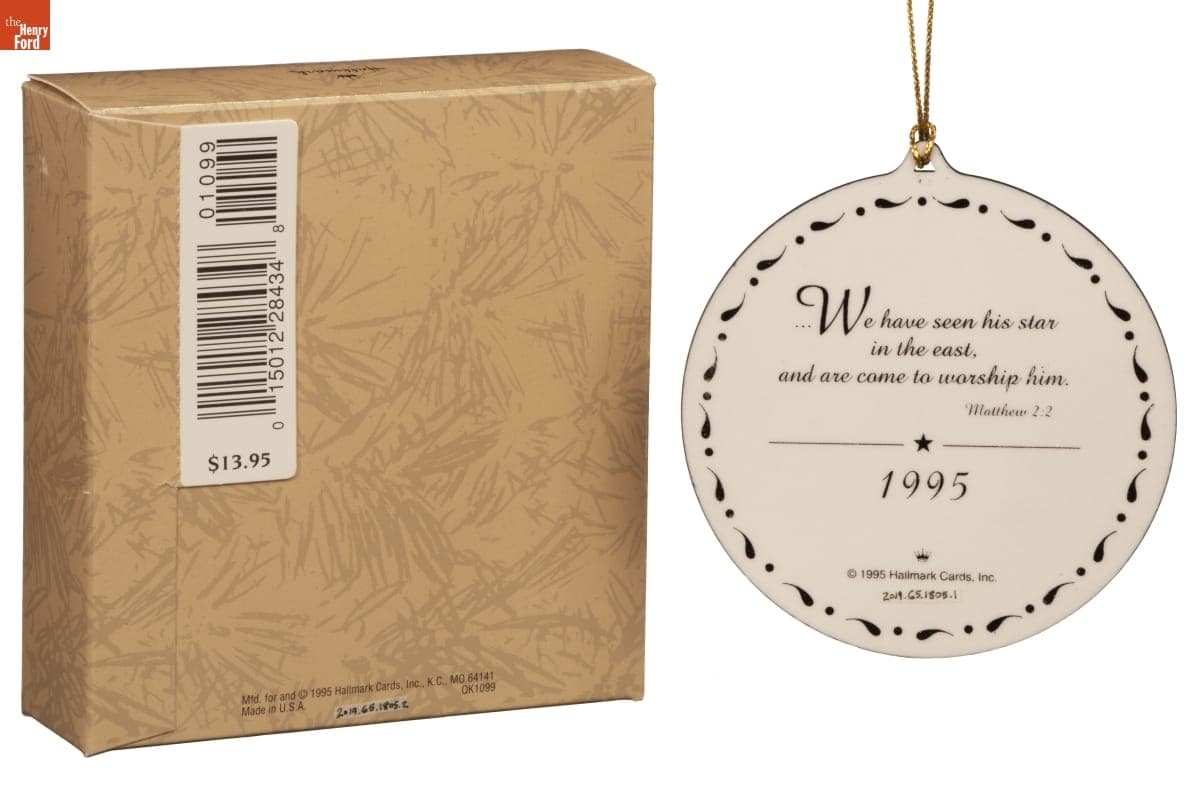 the
Henry
Ford
Hallmark
01099
0 15012 28434 8
$13.95
Mfd. for and © 1995 Hallmark Cards, Inc., K.C., MO 64141
Made in U.S.A. QK1099
2019.65.1805.2
...We have seen his star
in the east,
and are come to worship him.
Matthew 2:2
1995
© 1995 Hallmark Cards, Inc.
2019.65.1805.1